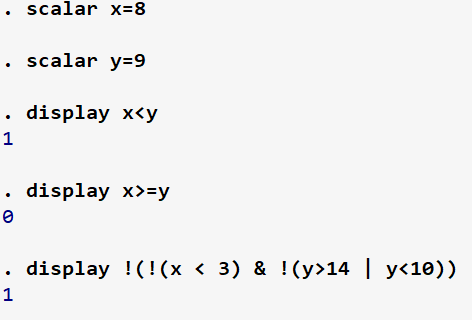 . scalar x=8
. scalar y=9
. display x<y
1
. display x>=y
0
. display !(!(x < 3) & !(y>14 | y<10))
1